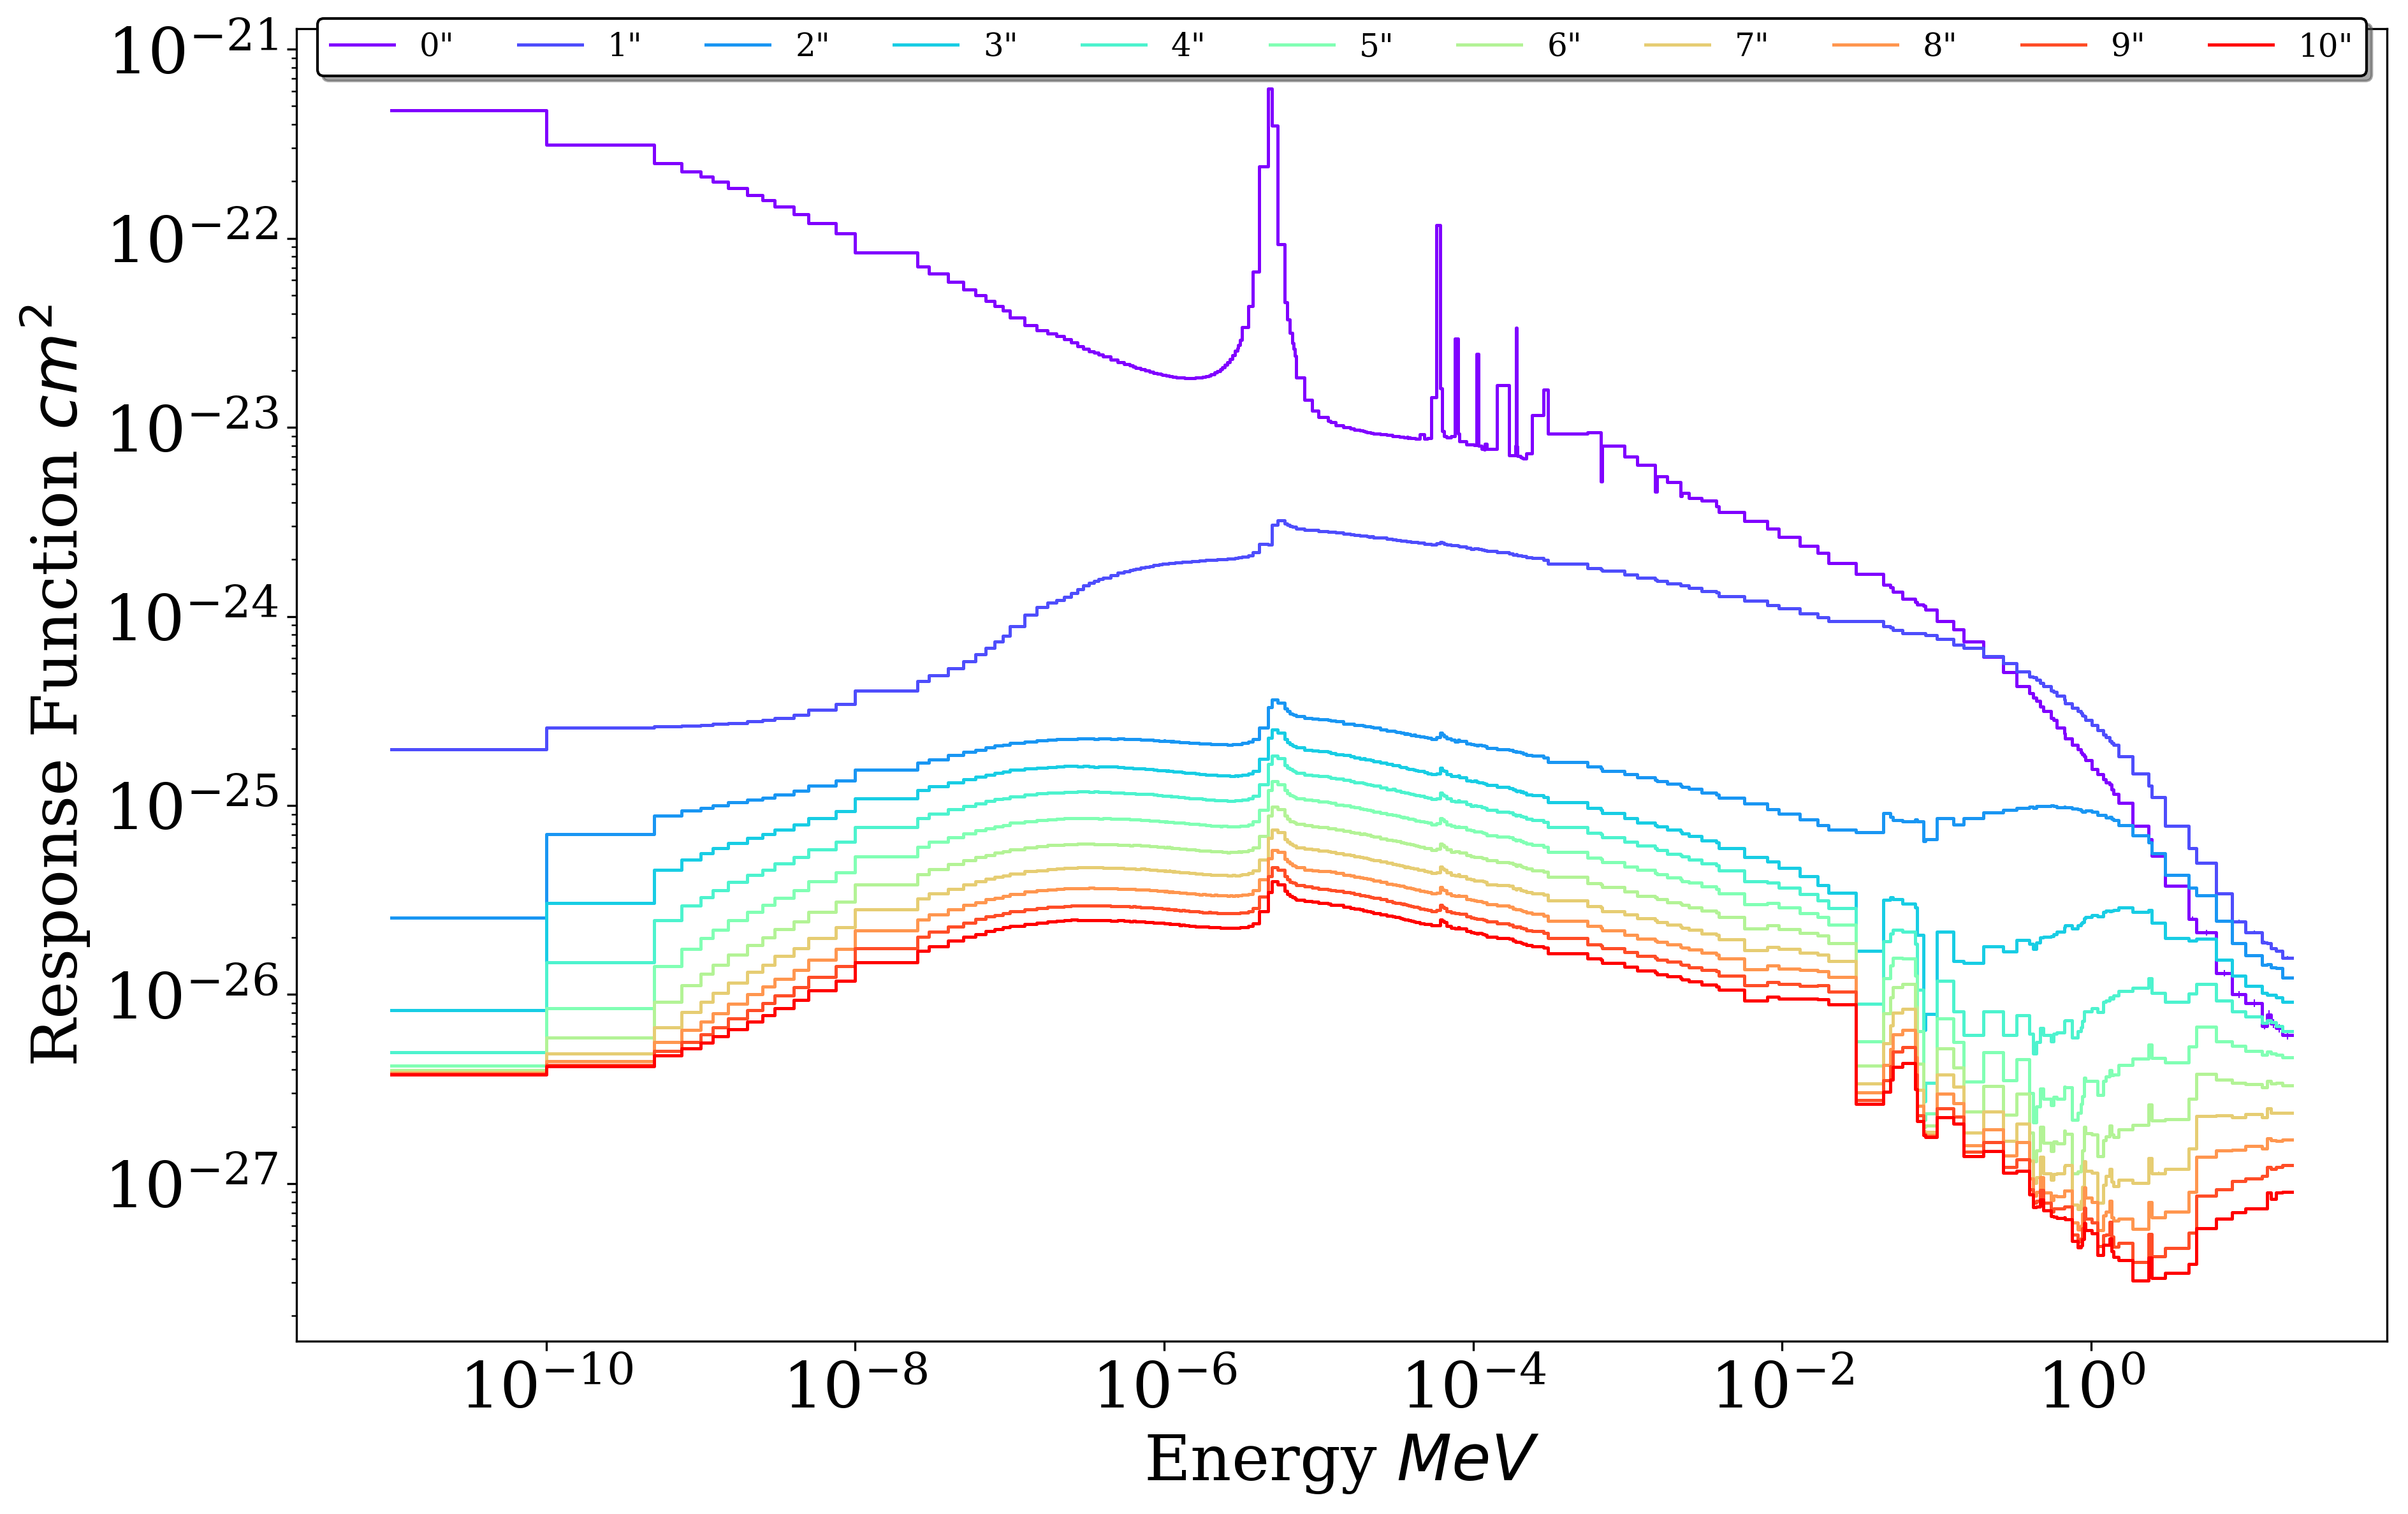 0" 1" 2" 3" 4" 5" 6" 7" 8" 9" 10"
Response Function cm²
10⁻²¹
10⁻²²
10⁻²³
10⁻²⁴
10⁻²⁵
10⁻²⁶
10⁻²⁷
10⁻¹⁰ 10⁻⁸ 10⁻⁶ 10⁻⁴ 10⁻² 10⁰
Energy MeV